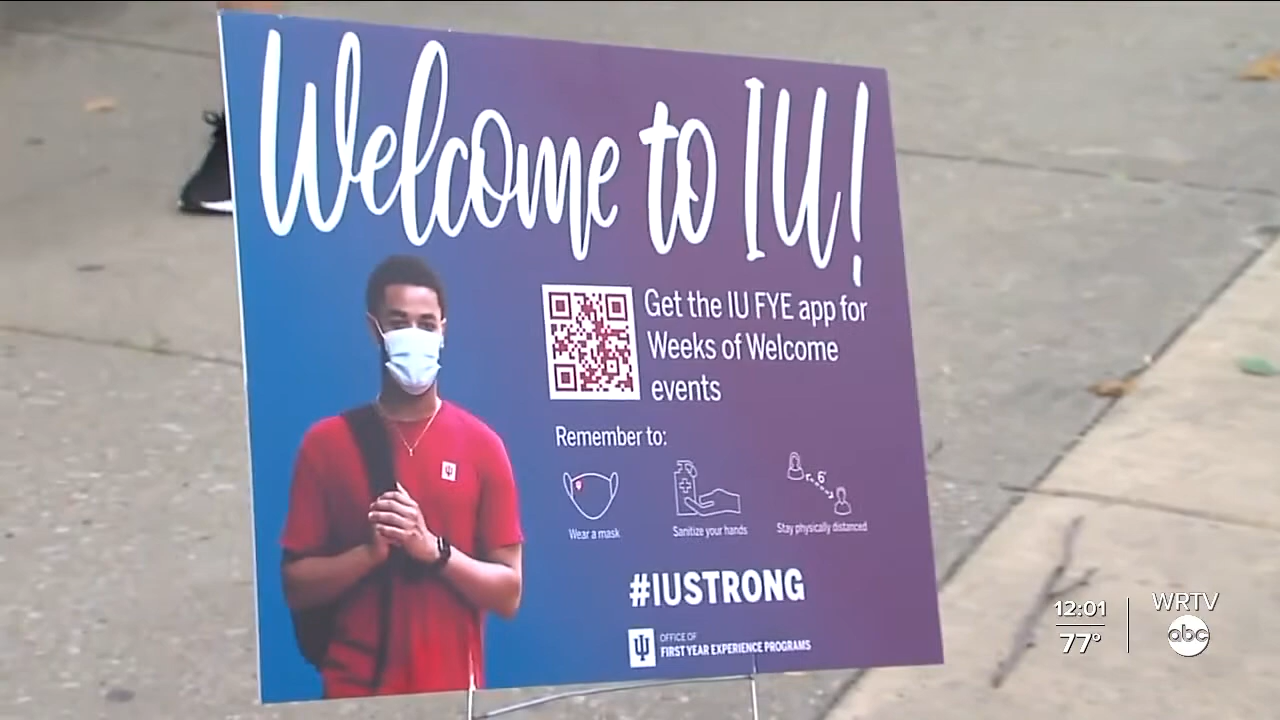 Welcome to IU!
Get the IU FYE app for
Weeks of Welcome
events
Remember to:
6'
Wear a mask
Sanitize your hands
Stay physically distanced
#IUSTRONG
OFFICE OF
FIRST YEAR EXPERIENCE PROGRAMS
12:01
77°
WRTV
abc